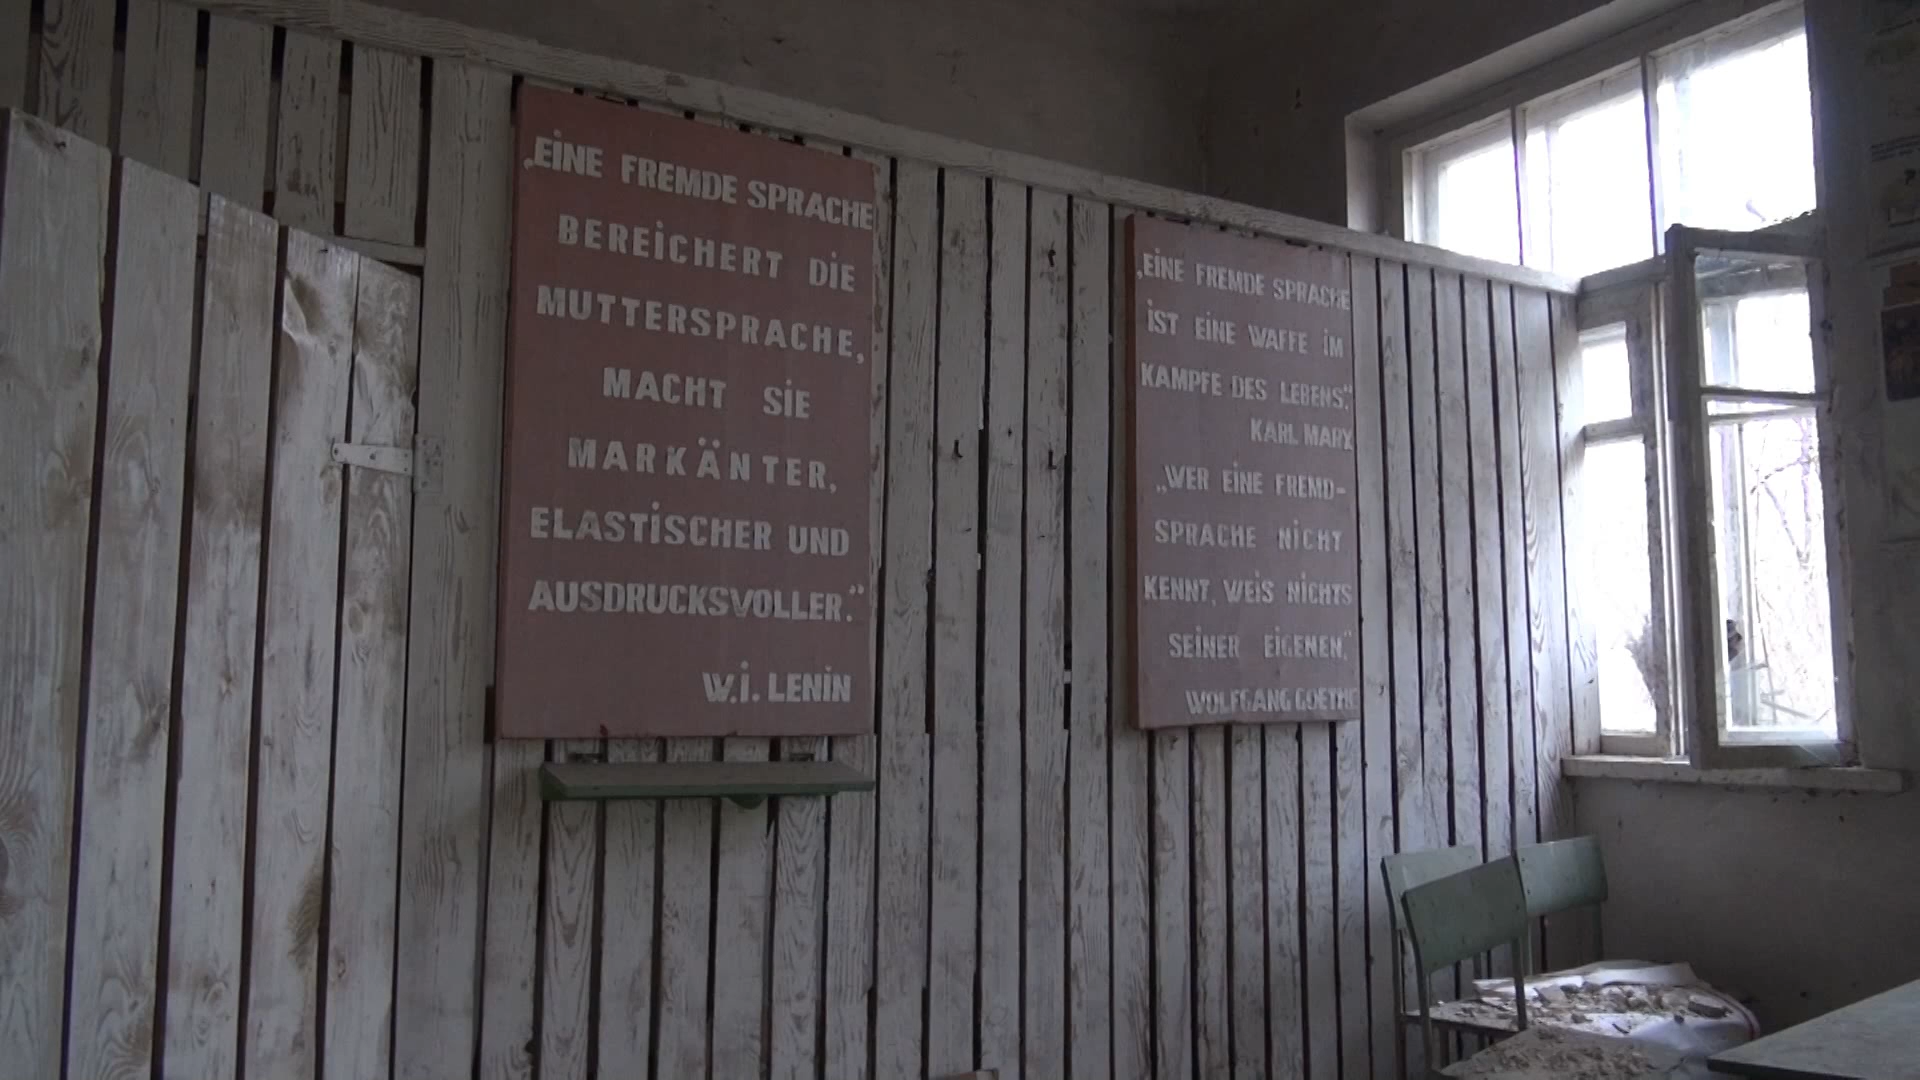 „EiNE FREMDE SPRACHE
BEREiCHERT DiE
MUTTERSPRACHE,
MACHT SiE
MARKÄNTER,
ELASTiSCHER UND
AUSDRUCKSVOLLER.“
W.i. LENiN
„EiNE FREMDE SPRACHE
iST EINE WAFFE iM
KAMPFE DES LEBENS“.
KARL MARX
„WER EiNE FREMD-
SPRACHE NiCHT
KENNT, WEiS NiCHTS
SEiNER EiGENEN.“
WOLFGANG GOETHE